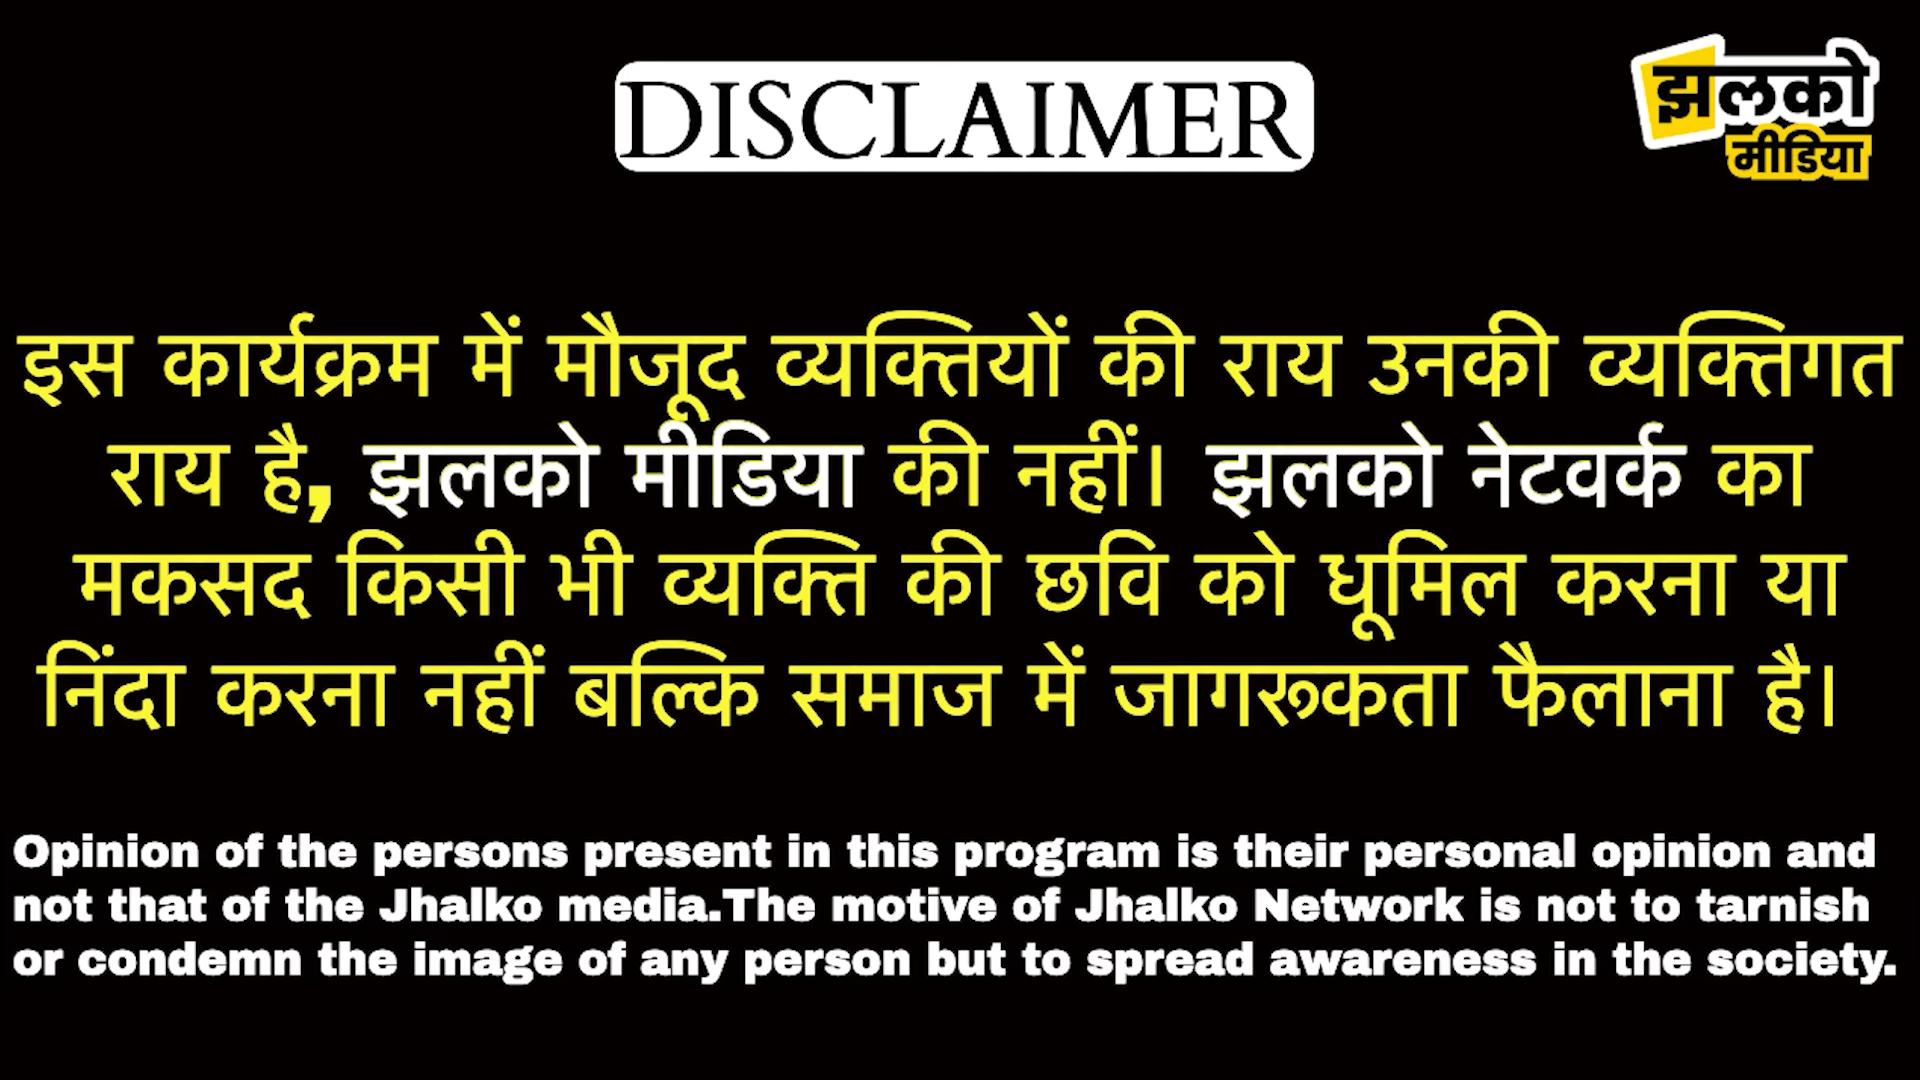 DISCLAIMER
झलको
मीडिया
इस कार्यक्रम में मौजूद व्यक्तियों की राय उनकी व्यक्तिगत
राय है, झलको मीडिया की नहीं। झलको नेटवर्क का
मकसद किसी भी व्यक्ति की छवि को धूमिल करना या
निंदा करना नहीं बल्कि समाज में जागरूकता फैलाना है।
Opinion of the persons present in this program is their personal opinion and
not that of the Jhalko media.The motive of Jhalko Network is not to tarnish
or condemn the image of any person but to spread awareness in the society.